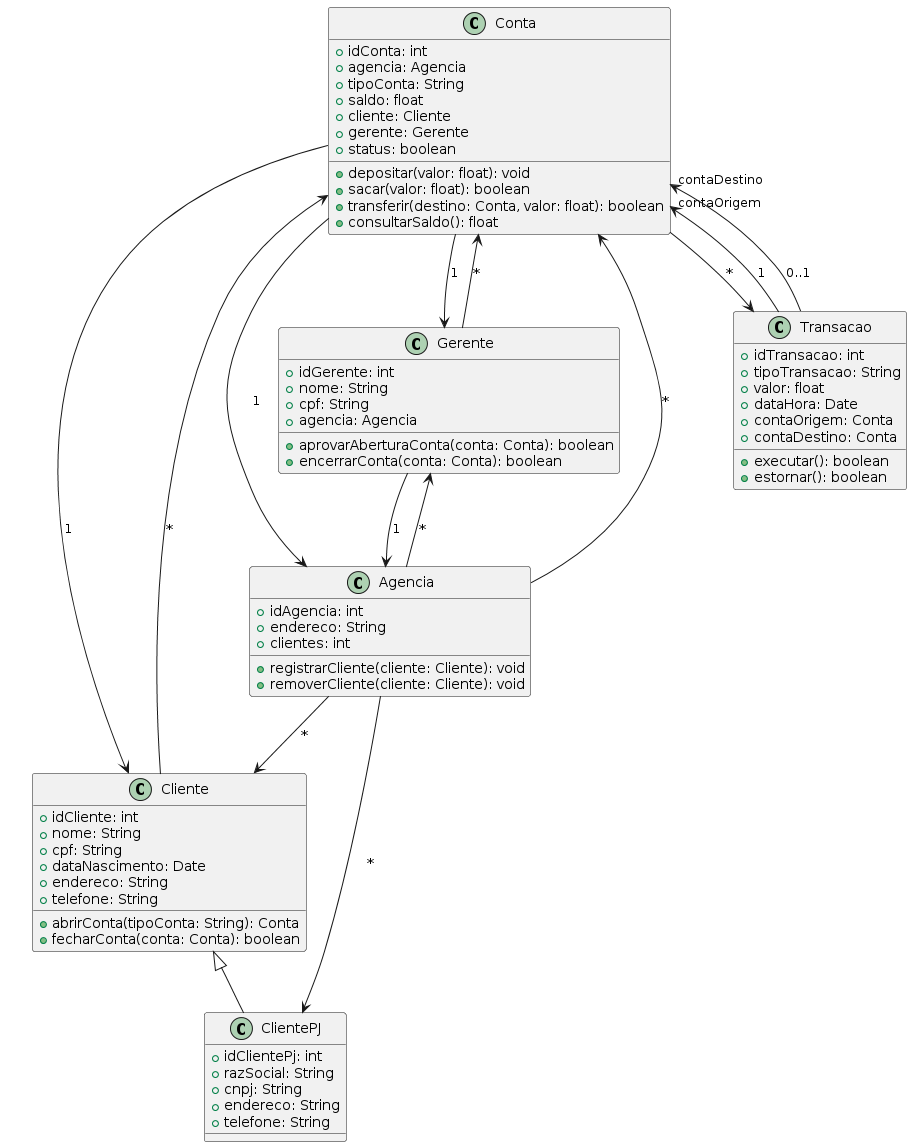 C Conta
idConta: int
agencia: Agencia
tipoConta: String
saldo: float
cliente: Cliente
gerente: Gerente
status: boolean
depositar(valor: float): void
sacar(valor: float): boolean
transferir(destino: Conta, valor: float): boolean
consultarSaldo(): float
contaDestino
contaOrigem
1
*
*
1
0..1
C Gerente
idGerente: int
nome: String
cpf: String
agencia: Agencia
aprovarAberturaConta(conta: Conta): boolean
encerrarConta(conta: Conta): boolean
C Transacao
idTransacao: int
tipoTransacao: String
valor: float
dataHora: Date
contaOrigem: Conta
contaDestino: Conta
executar(): boolean
estornar(): boolean
1
*
1
*
1
*
C Agencia
idAgencia: int
endereco: String
clientes: int
registrarCliente(cliente: Cliente): void
removerCliente(cliente: Cliente): void
*
C Cliente
idCliente: int
nome: String
cpf: String
dataNascimento: Date
endereco: String
telefone: String
abrirConta(tipoConta: String): Conta
fecharConta(conta: Conta): boolean
*
C ClientePJ
idClientePj: int
razSocial: String
cnpj: String
endereco: String
telefone: String